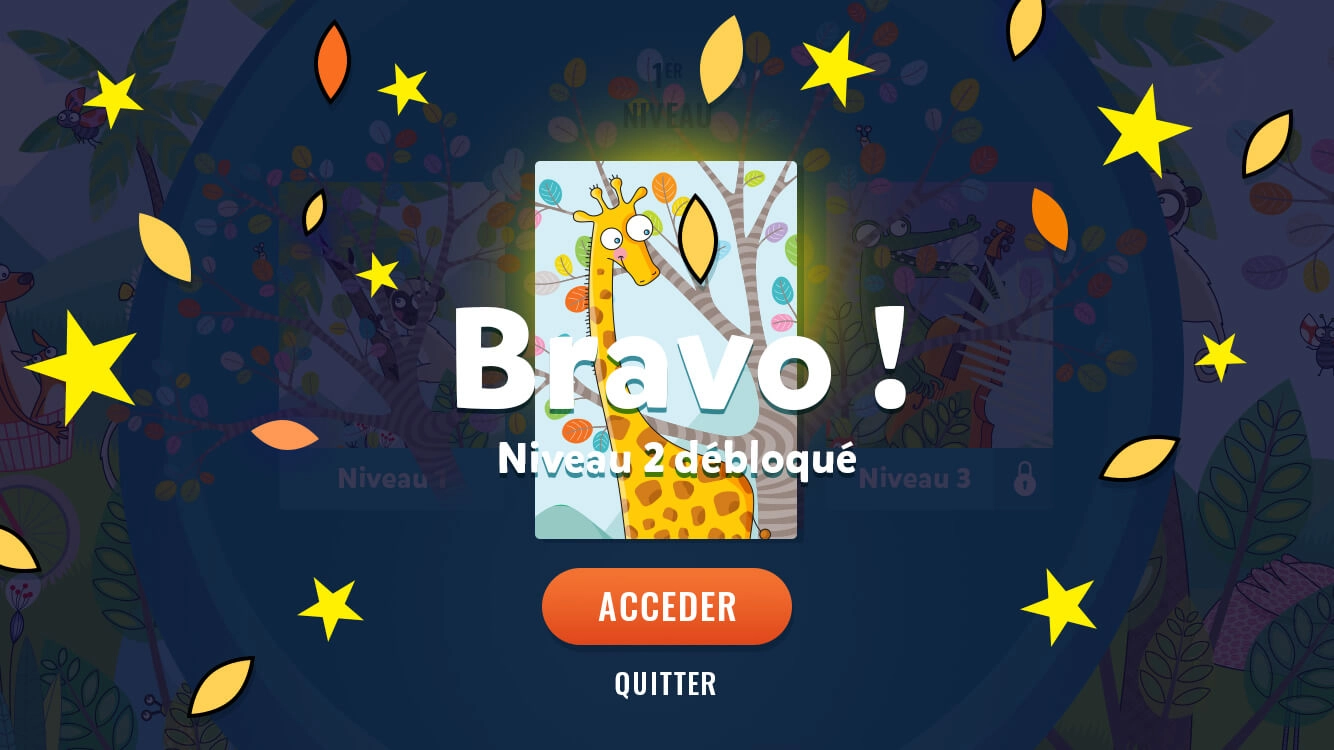 1ER
NIVEAU
Bravo !
Niveau 2 débloqué
Niveau 1
Niveau 3
ACCEDER
QUITTER